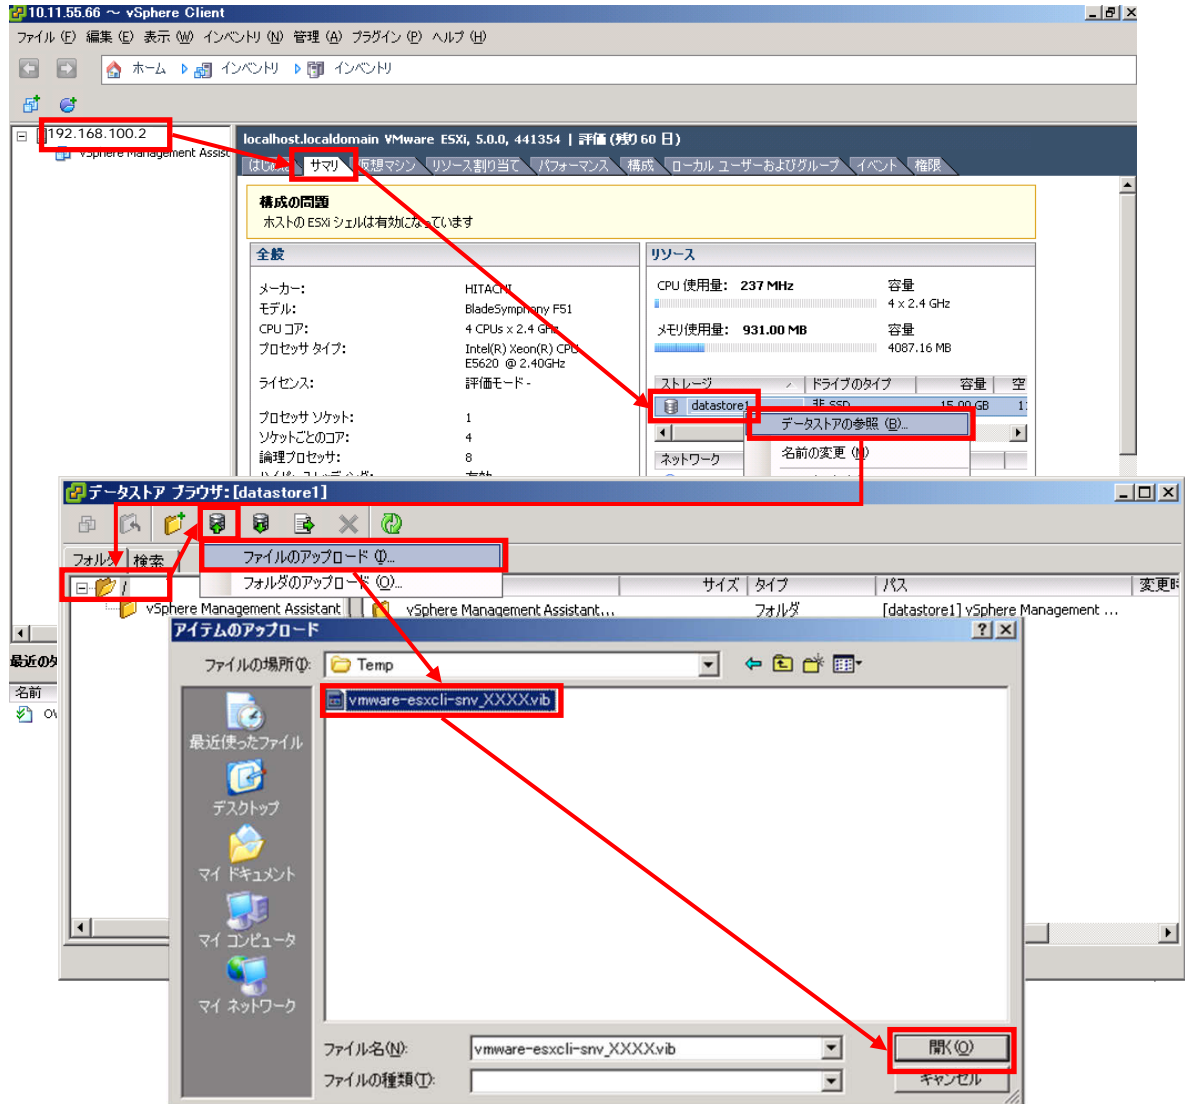 10.11.55.66 ～ vSphere Client
ファイル (F) 編集 (E) 表示 (W) インベントリ (N) 管理 (A) プラグイン (P) ヘルプ (H)
ホーム インベントリ インベントリ
192.168.100.2
vSphere Management Assist
localhost.localdomain VMware ESXi, 5.0.0, 441354 | 評価 (残り 60 日)
サマリ 仮想マシン リソース割り当て パフォーマンス 構成 ローカル ユーザーおよびグループ イベント 権限
構成の問題
ホストの ESXi シェルは有効になっています
全般
メーカー: HITACHI
モデル: BladeSymphony F51
CPU コア: 4 CPUs x 2.4 GHz
プロセッサ タイプ: Intel(R) Xeon(R) CPU
E5620 @ 2.40GHz
ライセンス: 評価モード -
プロセッサ ソケット: 1
ソケットごとのコア: 4
論理プロセッサ: 8
リソース
CPU 使用量: 237 MHz 容量
4 x 2.4 GHz
メモリ使用量: 931.00 MB 容量
4087.16 MB
ストレージ ドライブのタイプ 容量 空
datastore1 非 SSD 15.00 GB 1
データストアの参照 (B)...
名前の変更 (M)
ネットワーク
データストア ブラウザ: [datastore1]
フォルダ 検索
ファイルのアップロード (I)...
フォルダのアップロード (O)...
/
サイズ タイプ パス 変更時
vSphere Management Assistant
vSphere Management Assistant... フォルダ [datastore1] vSphere Management ...
最近のタ
名前
アイテムのアップロード
ファイルの場所(I): Temp
vmware-esxcli-snv_XXXX.vib
最近使ったファイル
デスクトップ
マイ ドキュメント
マイ コンピュータ
マイ ネットワーク
ファイル名(N): vmware-esxcli-snv_XXXX.vib 開く(O)
ファイルの種類(T): キャンセル